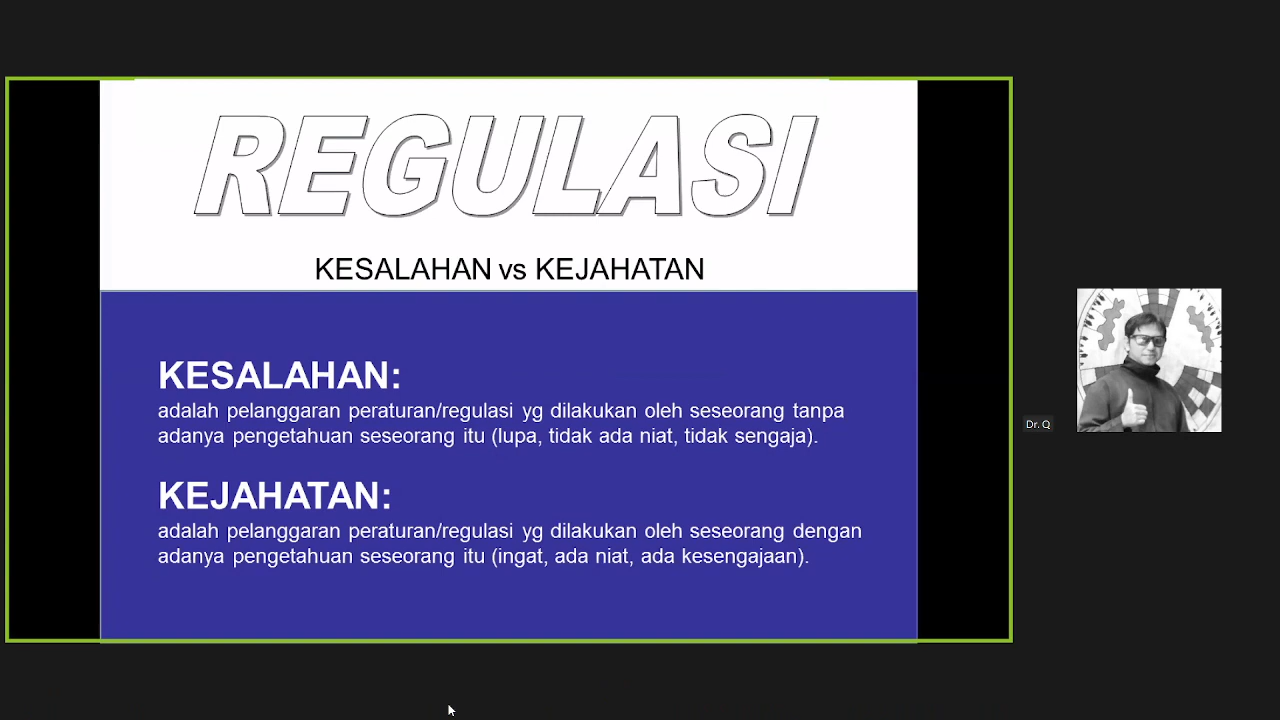 REGULASI
KESALAHAN vs KEJAHATAN
KESALAHAN:
adalah pelanggaran peraturan/regulasi yg dilakukan oleh seseorang tanpa
adanya pengetahuan seseorang itu (lupa, tidak ada niat, tidak sengaja).
KEJAHATAN:
adalah pelanggaran peraturan/regulasi yg dilakukan oleh seseorang dengan
adanya pengetahuan seseorang itu (ingat, ada niat, ada kesengajaan).
Dr. Q